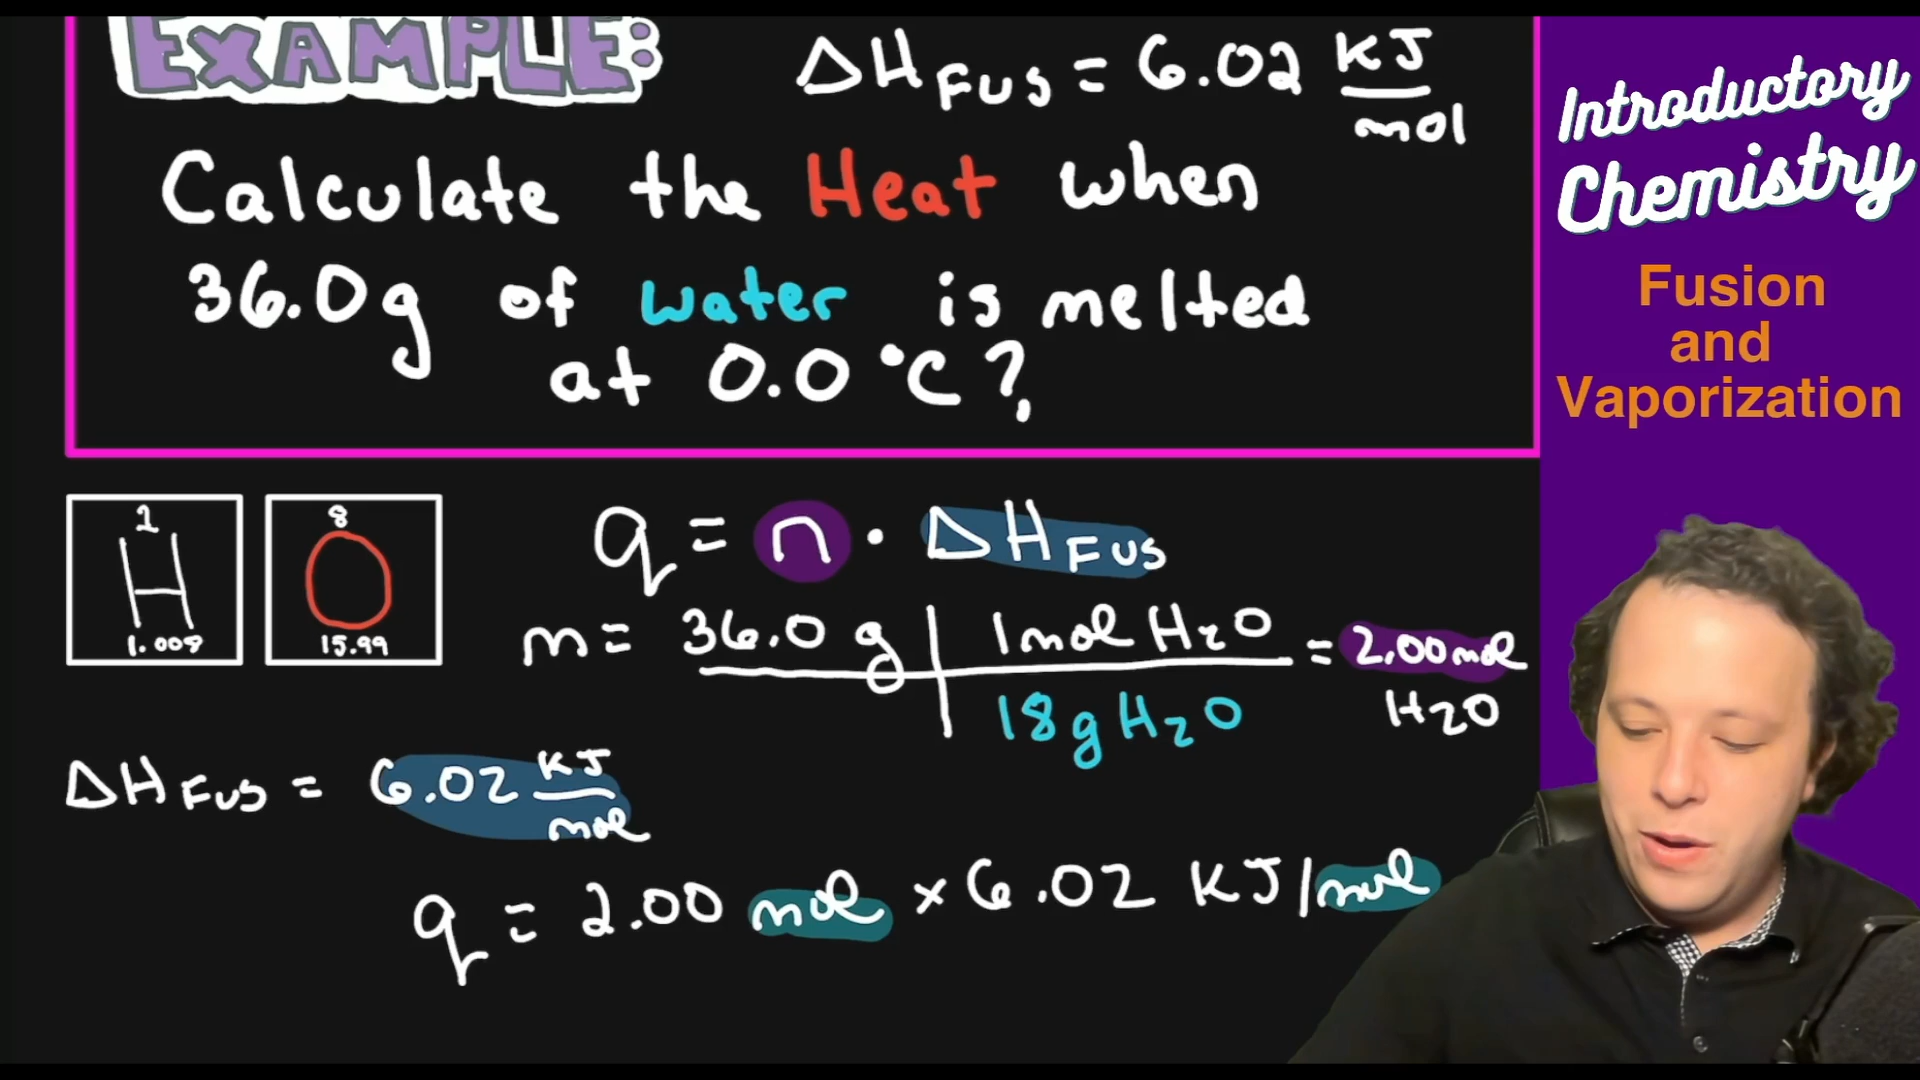 EXAMPLE:
ΔH FUS = 6.02 KJ/mol
Calculate the Heat when
36.0g of water is melted
at 0.0 °C?
Introductory
Chemistry
Fusion
and
Vaporization
1
H
1.008
8
O
15.99
q = n · ΔH FUS
m = 36.0 g | 1 mol H2O = 2.00 mol
18 g H2O H2O
ΔH FUS = 6.02 KJ/mol
q = 2.00 mol × 6.02 KJ/mol